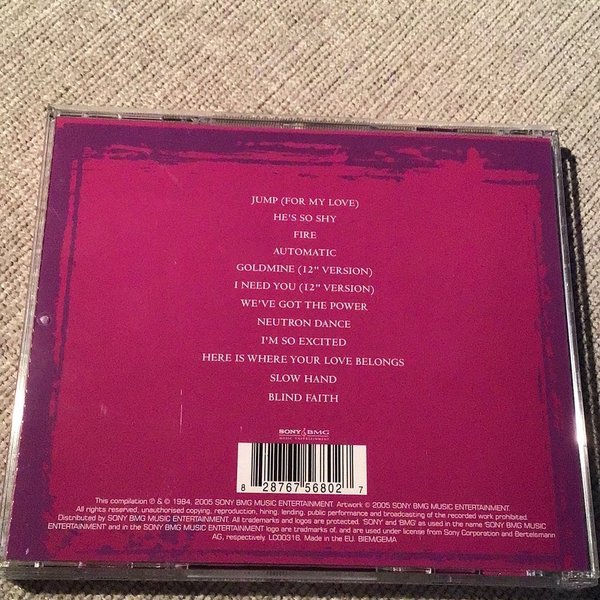 JUMP (FOR MY LOVE)
HE'S SO SHY
FIRE
AUTOMATIC
GOLDMINE (12" VERSION)
I NEED YOU (12" VERSION)
WE'VE GOT THE POWER
NEUTRON DANCE
I'M SO EXCITED
HERE IS WHERE YOUR LOVE BELONGS
SLOW HAND
BLIND FAITH
SONY BMG
MUSIC ENTERTAINMENT
8 28767 56802 7
This compilation ℗ & © 1984, 2005 SONY BMG MUSIC ENTERTAINMENT. Artwork © 2005 SONY BMG MUSIC ENTERTAINMENT.
All rights reserved, unauthorised copying, reproduction, hiring, lending, public performance and broadcasting of the recorded work prohibited.
Distributed by SONY BMG MUSIC ENTERTAINMENT. All trademarks and logos are protected. 'SONY' and 'BMG' as used in the name 'SONY BMG MUSIC
ENTERTAINMENT' and in the SONY BMG MUSIC ENTERTAINMENT logo are trademarks of, and are used under license from Sony Corporation and Bertelsmann
AG, respectively. LC00316. Made in the EU. BIEM/GEMA.